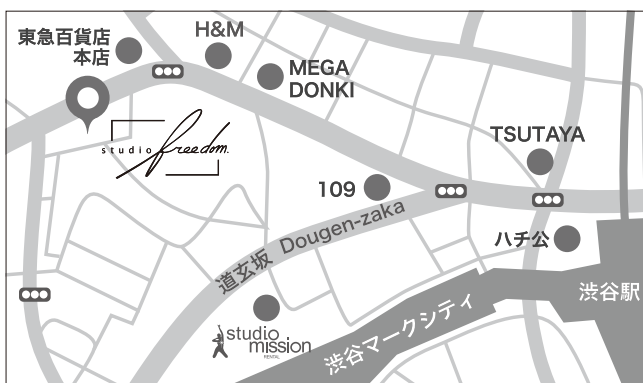 東急百貨店
本店
H&M
MEGA
DONKI
studio freedom.
TSUTAYA
109
道玄坂 Dougen-zaka
ハチ公
渋谷駅
渋谷マークシティ
studio
mission
RENTAL